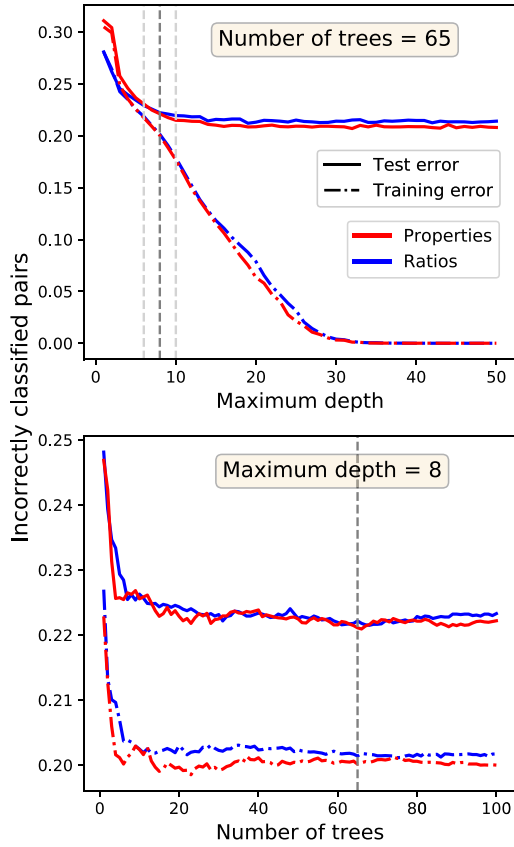 Incorrectly classified pairs
Number of trees = 65
0.30
0.25
0.20
0.15
0.10
0.05
0.00
Test error
Training error
Properties
Ratios
0 10 20 30 40 50
Maximum depth
Maximum depth = 8
0.25
0.24
0.23
0.22
0.21
0.20
0 20 40 60 80 100
Number of trees